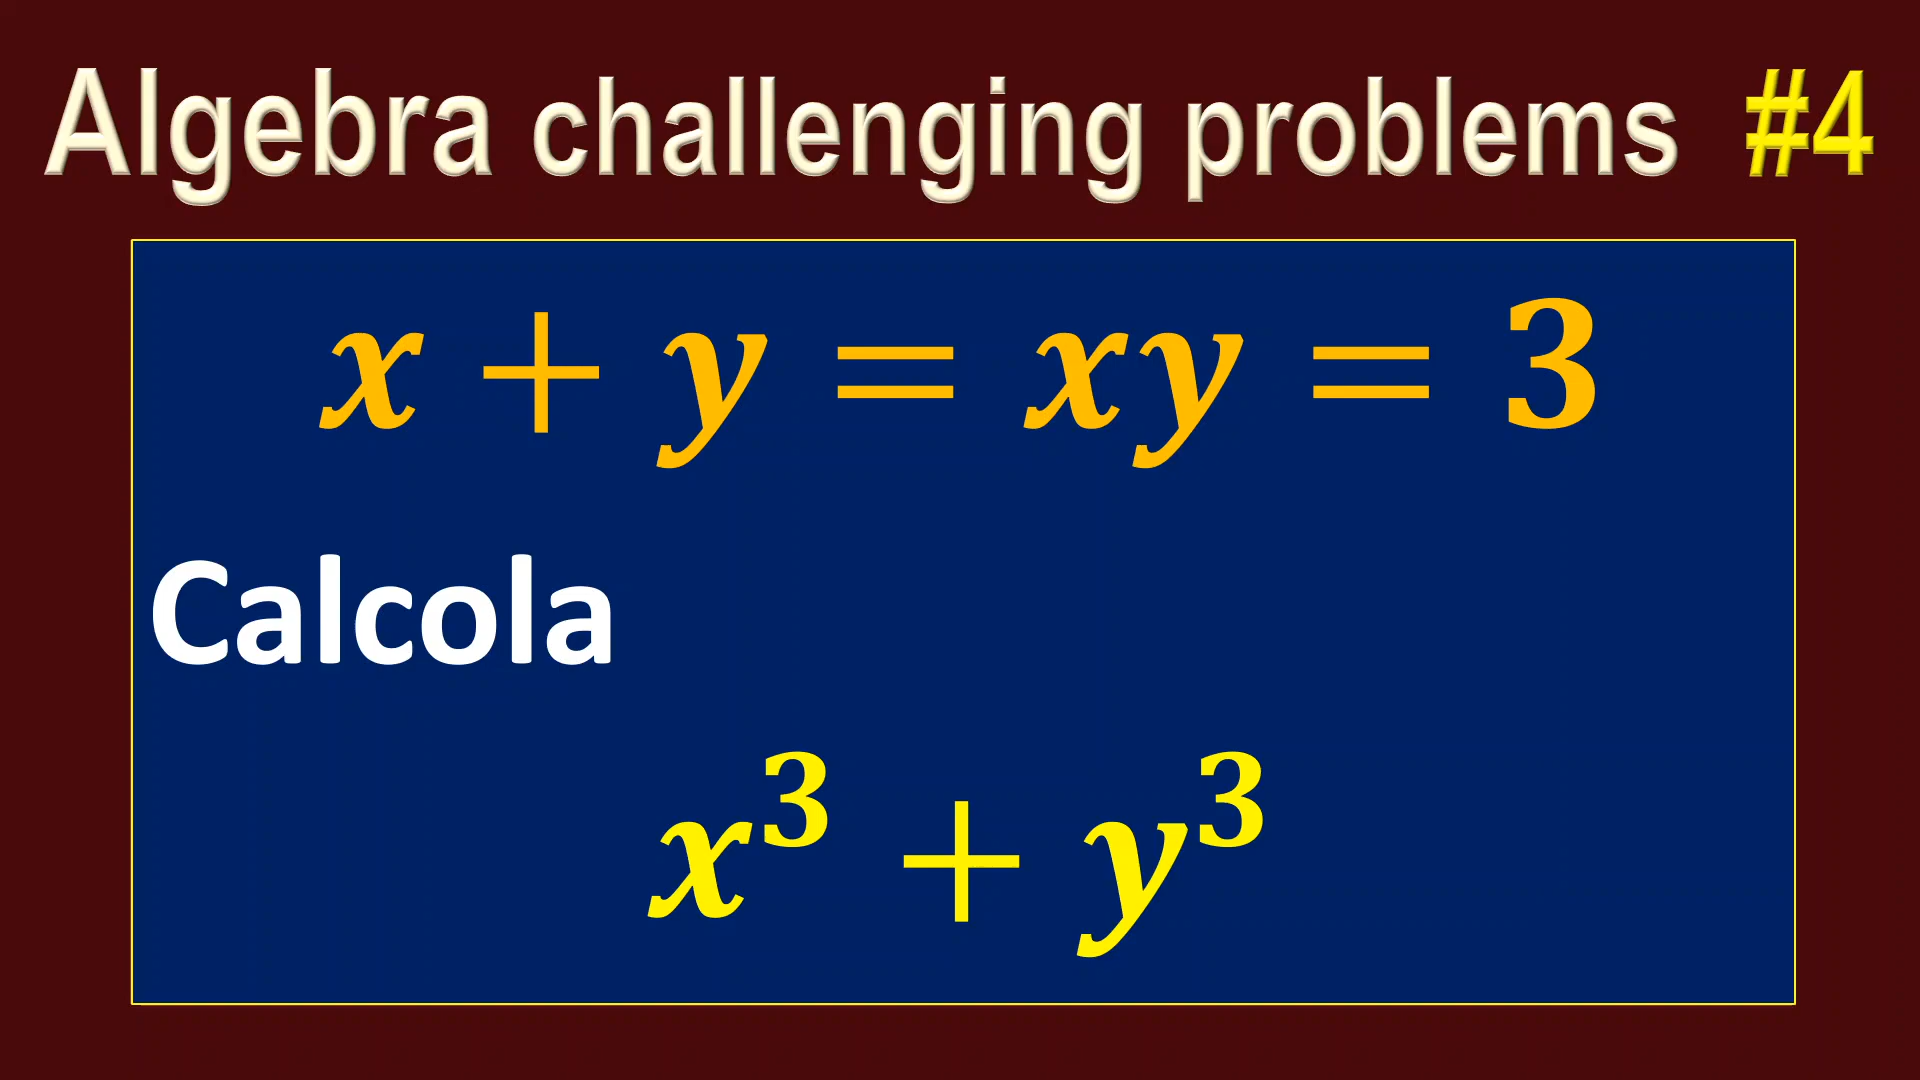 Algebra challenging problems #4
x + y = xy = 3
Calcola
x³ + y³